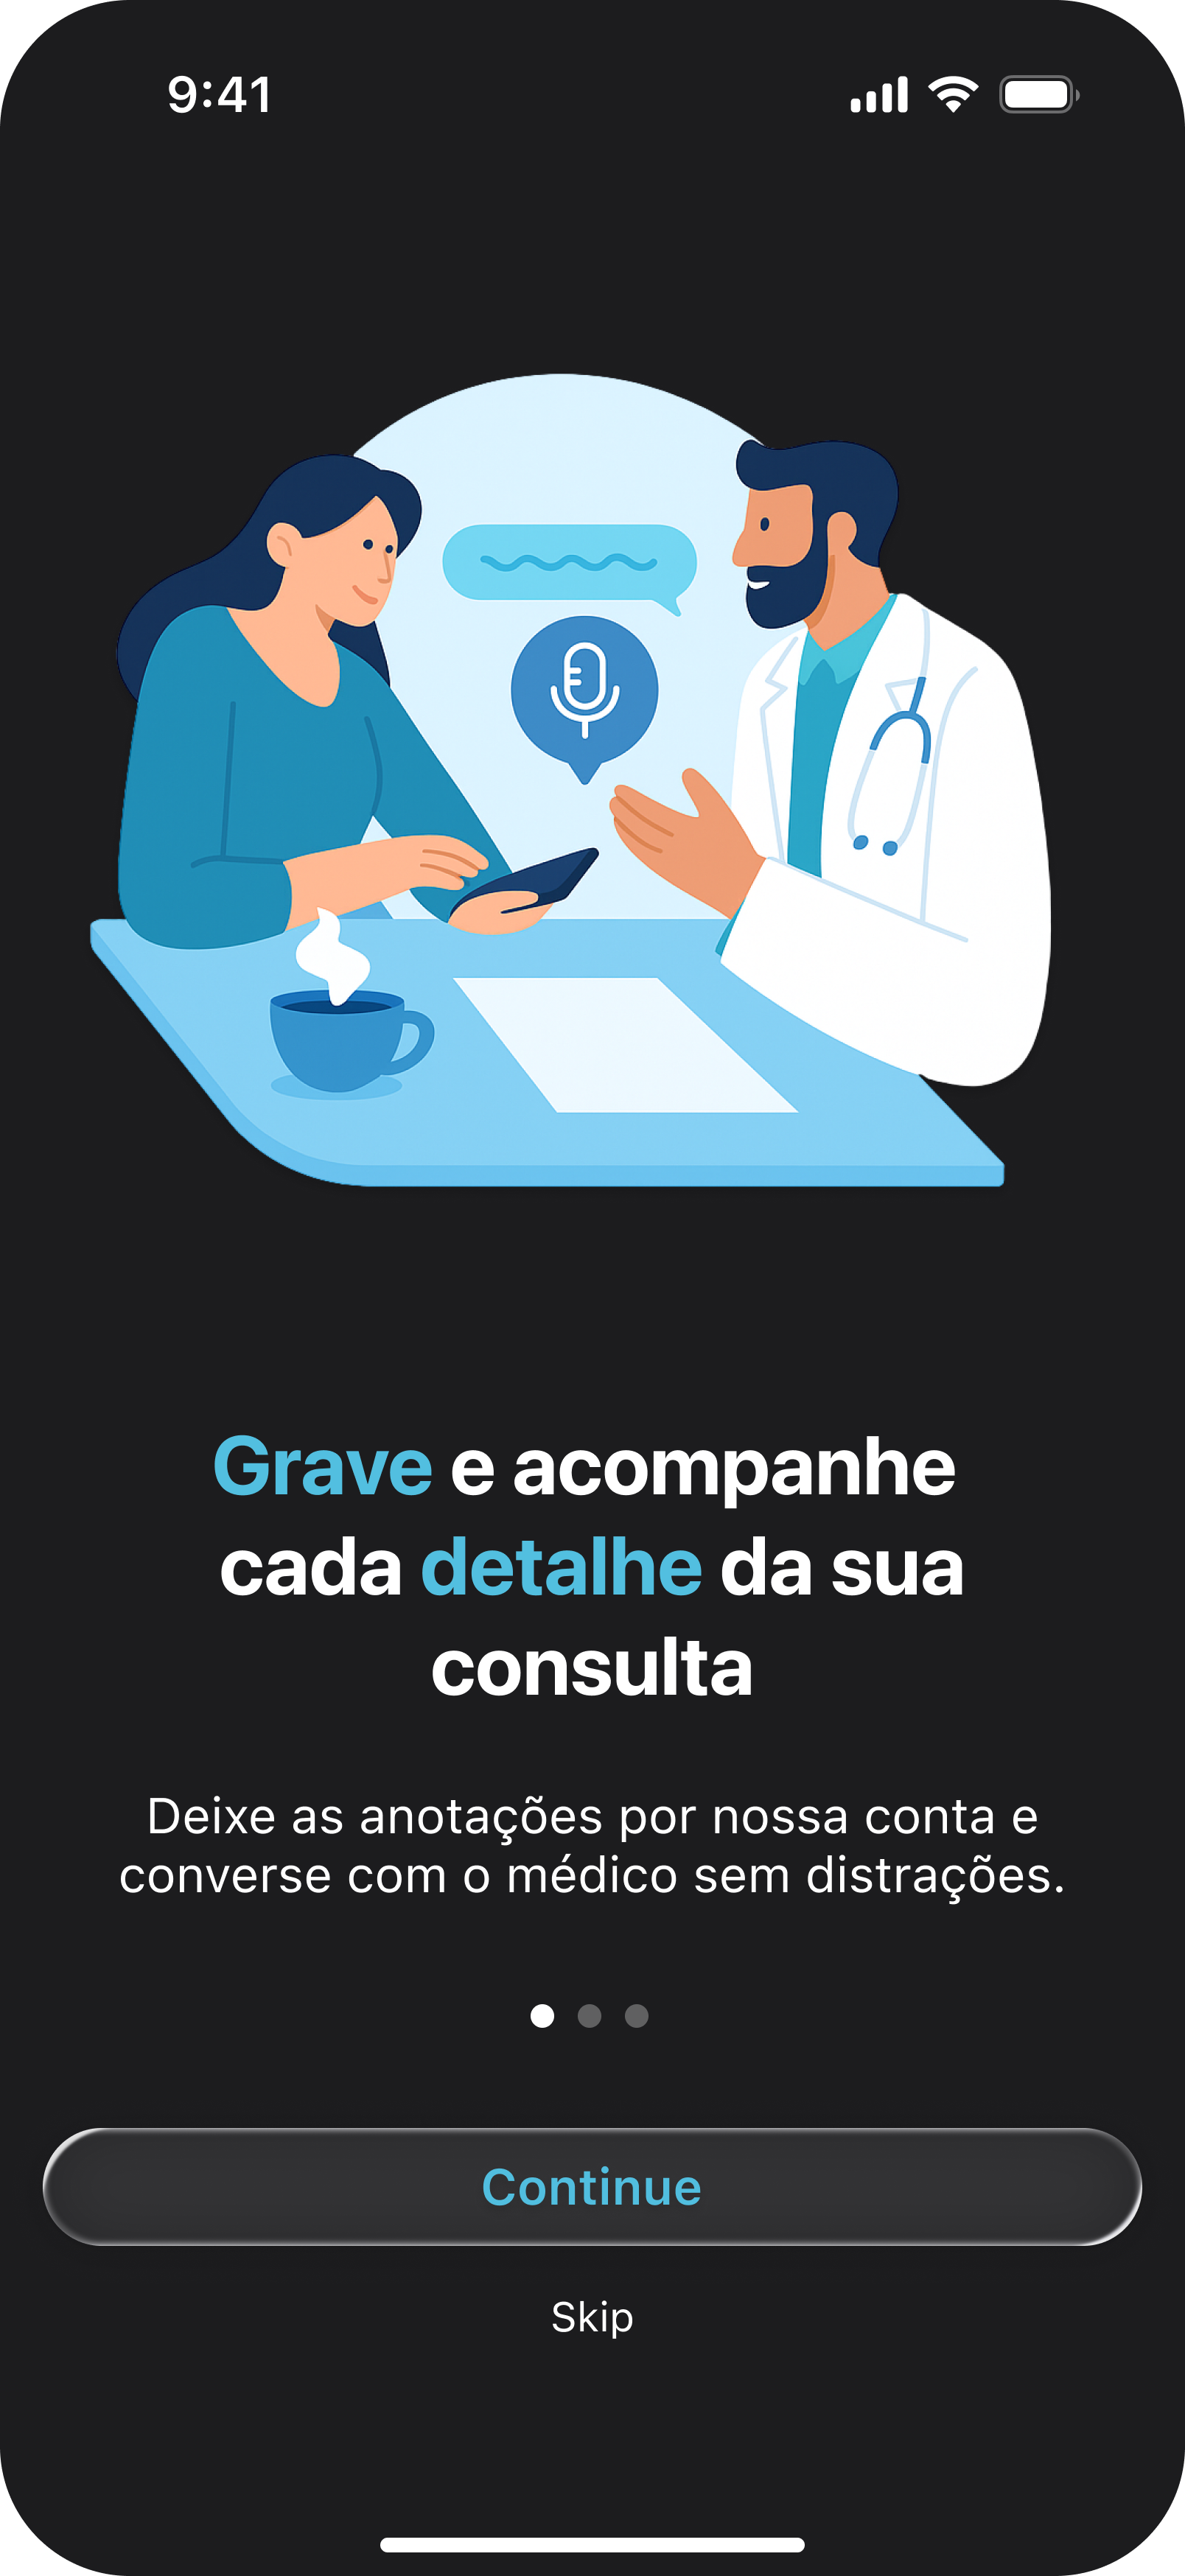 9:41
Grave e acompanhe
cada detalhe da sua
consulta
Deixe as anotações por nossa conta e
converse com o médico sem distrações.
Continue
Skip